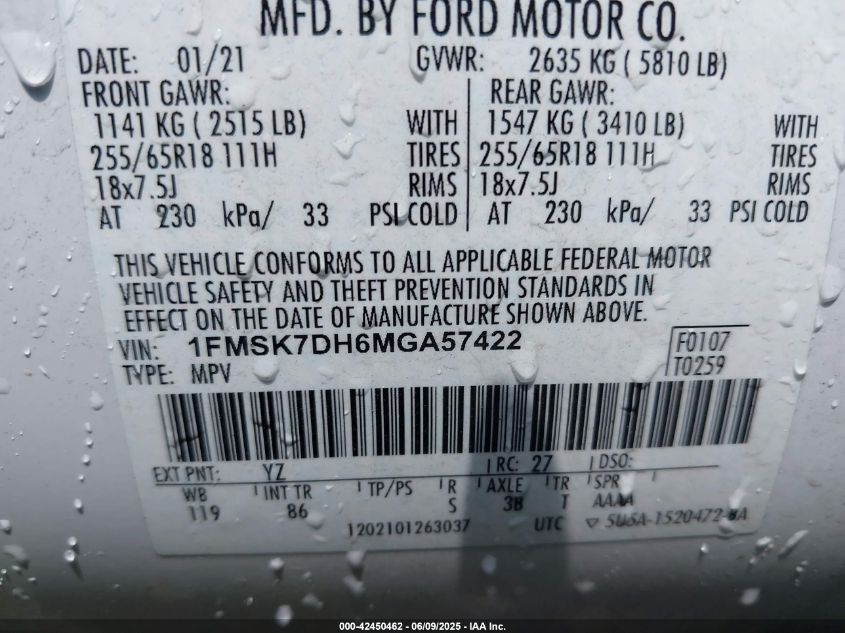 MFD. BY FORD MOTOR CO.
DATE: 01/21 GVWR: 2635 KG ( 5810 LB)
FRONT GAWR: REAR GAWR:
1141 KG ( 2515 LB) WITH 1547 KG ( 3410 LB) WITH
255/65R18 111H TIRES 255/65R18 111H TIRES
18x7.5J RIMS 18x7.5J RIMS
AT 230 kPa/ 33 PSI COLD AT 230 kPa/ 33 PSI COLD
THIS VEHICLE CONFORMS TO ALL APPLICABLE FEDERAL MOTOR
VEHICLE SAFETY AND THEFT PREVENTION STANDARDS IN
EFFECT ON THE DATE OF MANUFACTURE SHOWN ABOVE.
VIN: 1FMSK7DH6MGA57422 F0107
TYPE: MPV T0259
EXT PNT: YZ RC: 27 DSO:
WB INT TR TP/PS R AXLE TR SPR
119 86 S 3B T AAAA
1202101263037 UTC ▽ 5U5A-1520472-BA
000-42450462 - 06/09/2025 - IAA Inc.